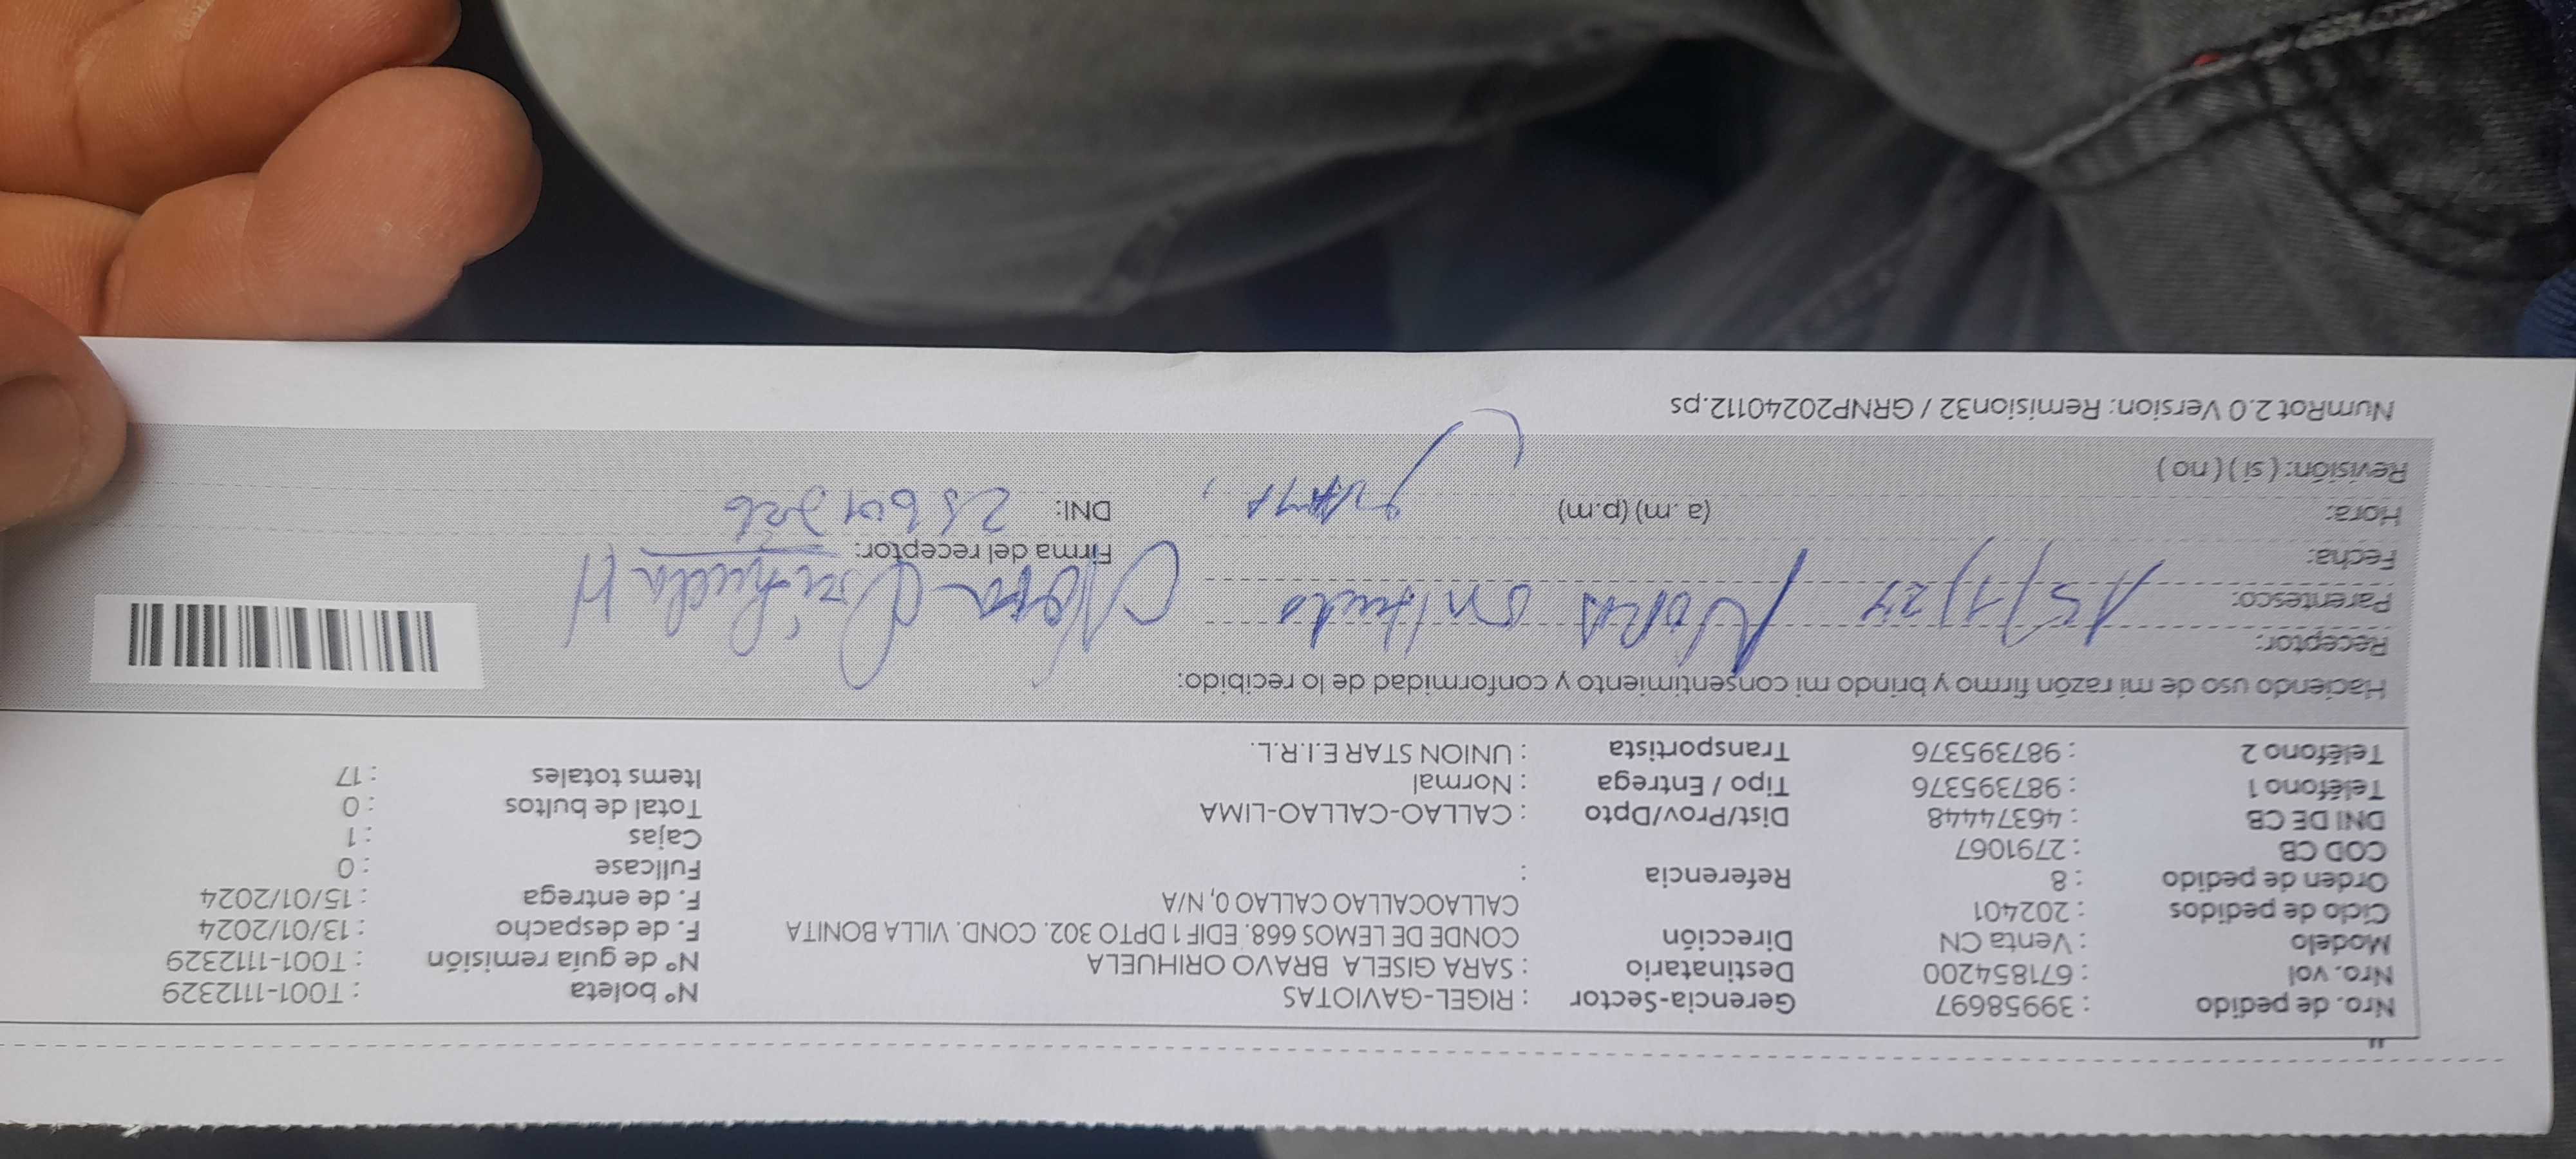 Nro. de pedido : 39958697 Gerencia-Sector : RIGEL-GAVIOTAS N° boleta : T001-1112329
Nro. vol : 671854200 Destinatario : SARA GISELA BRAVO ORIHUELA N° de guía remisión : T001-1112329
Modelo : Venta CN Dirección CONDE DE LEMOS 668. EDIF 1 DPTO 302. COND. VILLA BONITA F. de despacho : 13/01/2024
Ciclo de pedidos : 202401 CALLAOCALLAO CALLAO 0, N/A F. de entrega : 15/01/2024
Orden de pedido : 8 Referencia : Fullcase : 0
COD CB : 2791067 Cajas : 1
DNI DE CB : 46374448 Dist/Prov/Dpto : CALLAO-CALLAO-LIMA Total de bultos : 0
Teléfono 1 : 987395376 Tipo / Entrega : Normal Items totales : 17
Teléfono 2 : 987395376 Transportista : UNION STAR E.I.R.L.
Haciendo uso de mi razón firmo y brindo mi consentimiento y conformidad de lo recibido:
Receptor:
Parentesco: 15/1/24 Nora
Fecha: Firma del receptor: Nora Orihuela H
Hora: (a.m) (p.m) DNI:
Revisión: ( si ) ( no )
NumRot 2.0 Version: Remision32 / GRNP20240112.ps